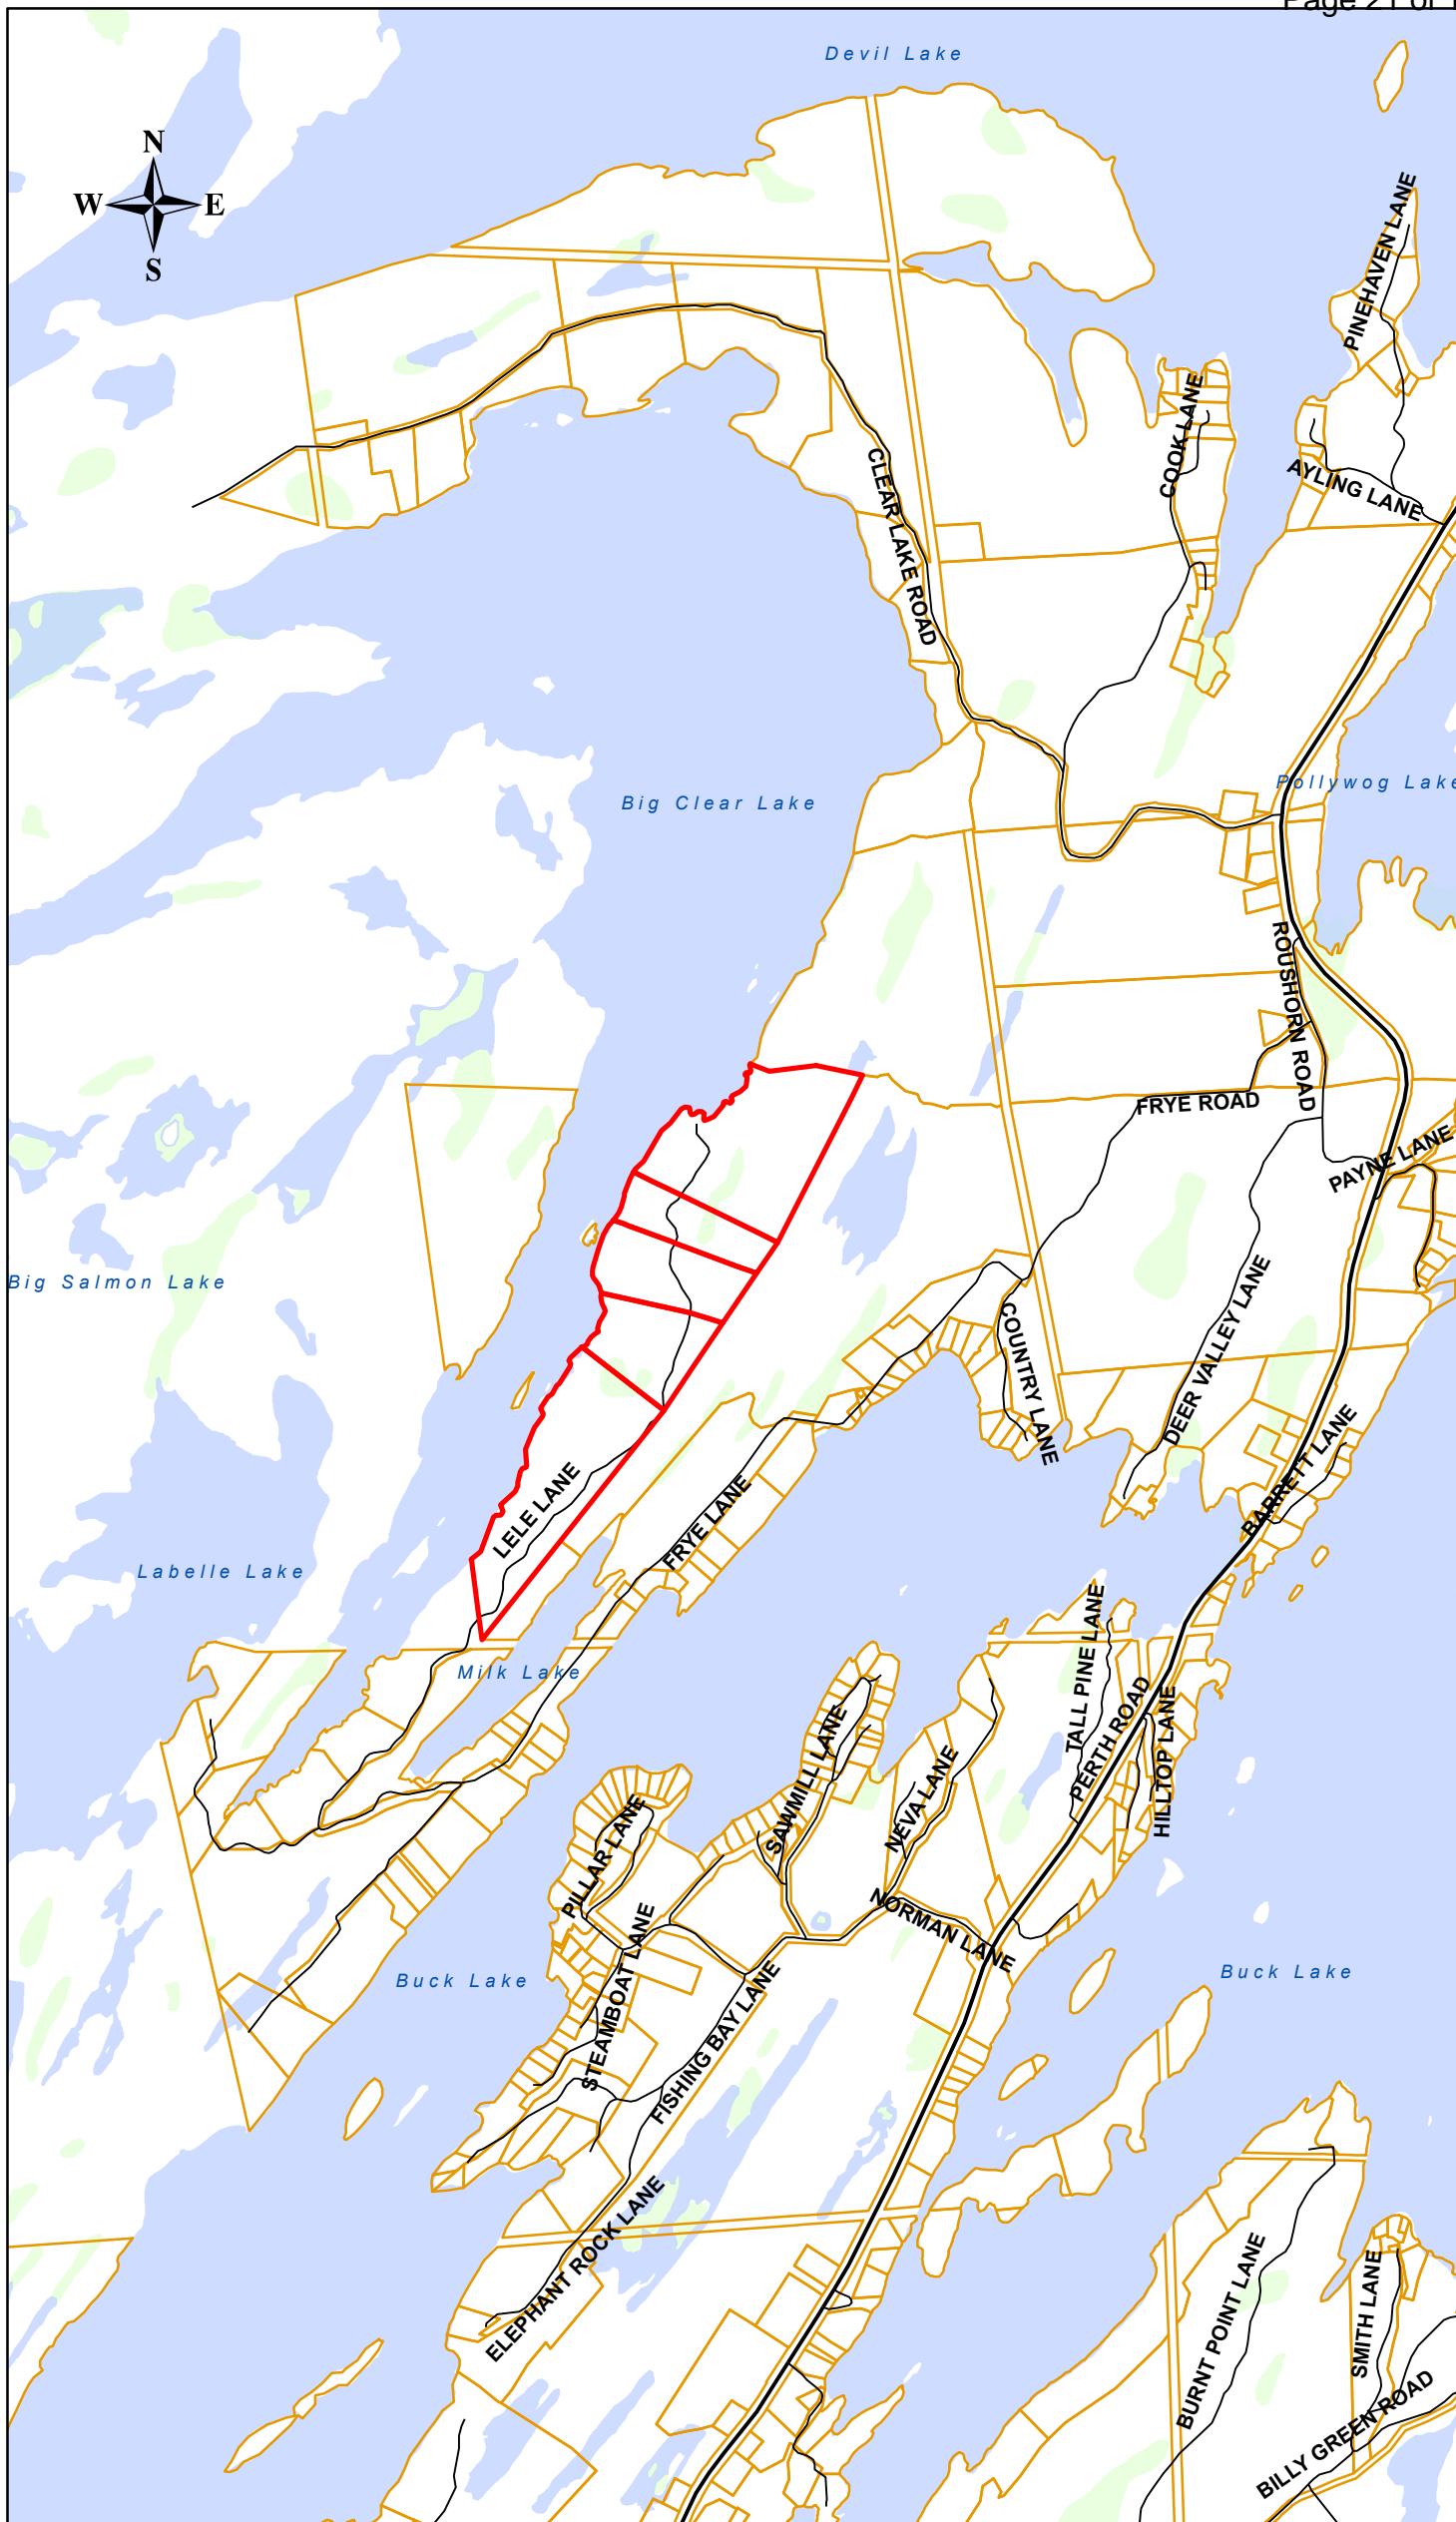 Page 21 of 1
Devil Lake
N
W
E
S
PINEHAVEN LANE
COOK LANE
AYLING LANE
CLEAR LAKE ROAD
Pollywog Lake
Big Clear Lake
ROUSHORN ROAD
FRYE ROAD
PAYNE LANE
Big Salmon Lake
DEER VALLEY LANE
COUNTRY LANE
BARRETT LANE
LELE LANE
FRYE LANE
Labelle Lake
Milk Lake
TALL PINE LANE
PERTH ROAD
HILLTOP LANE
SAWMILL LANE
NEVA LANE
PILLAR LANE
NORMAN LANE
STEAMBOAT LANE
Buck Lake
Buck Lake
FISHING BAY LANE
ELEPHANT ROCK LANE
BURNT POINT LANE
SMITH LANE
BILLY GREEN ROAD